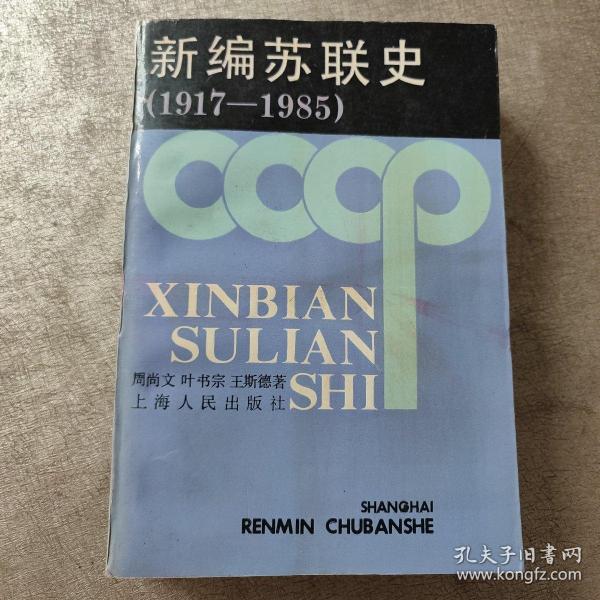 新编苏联史
(1917—1985)
CCCP
XINBIAN
SULIAN
SHI
周尚文 叶书宗 王斯德著
上海人民出版社
SHANGHAI
RENMIN CHUBANSHE
孔夫子旧书网
www.kongfz.com